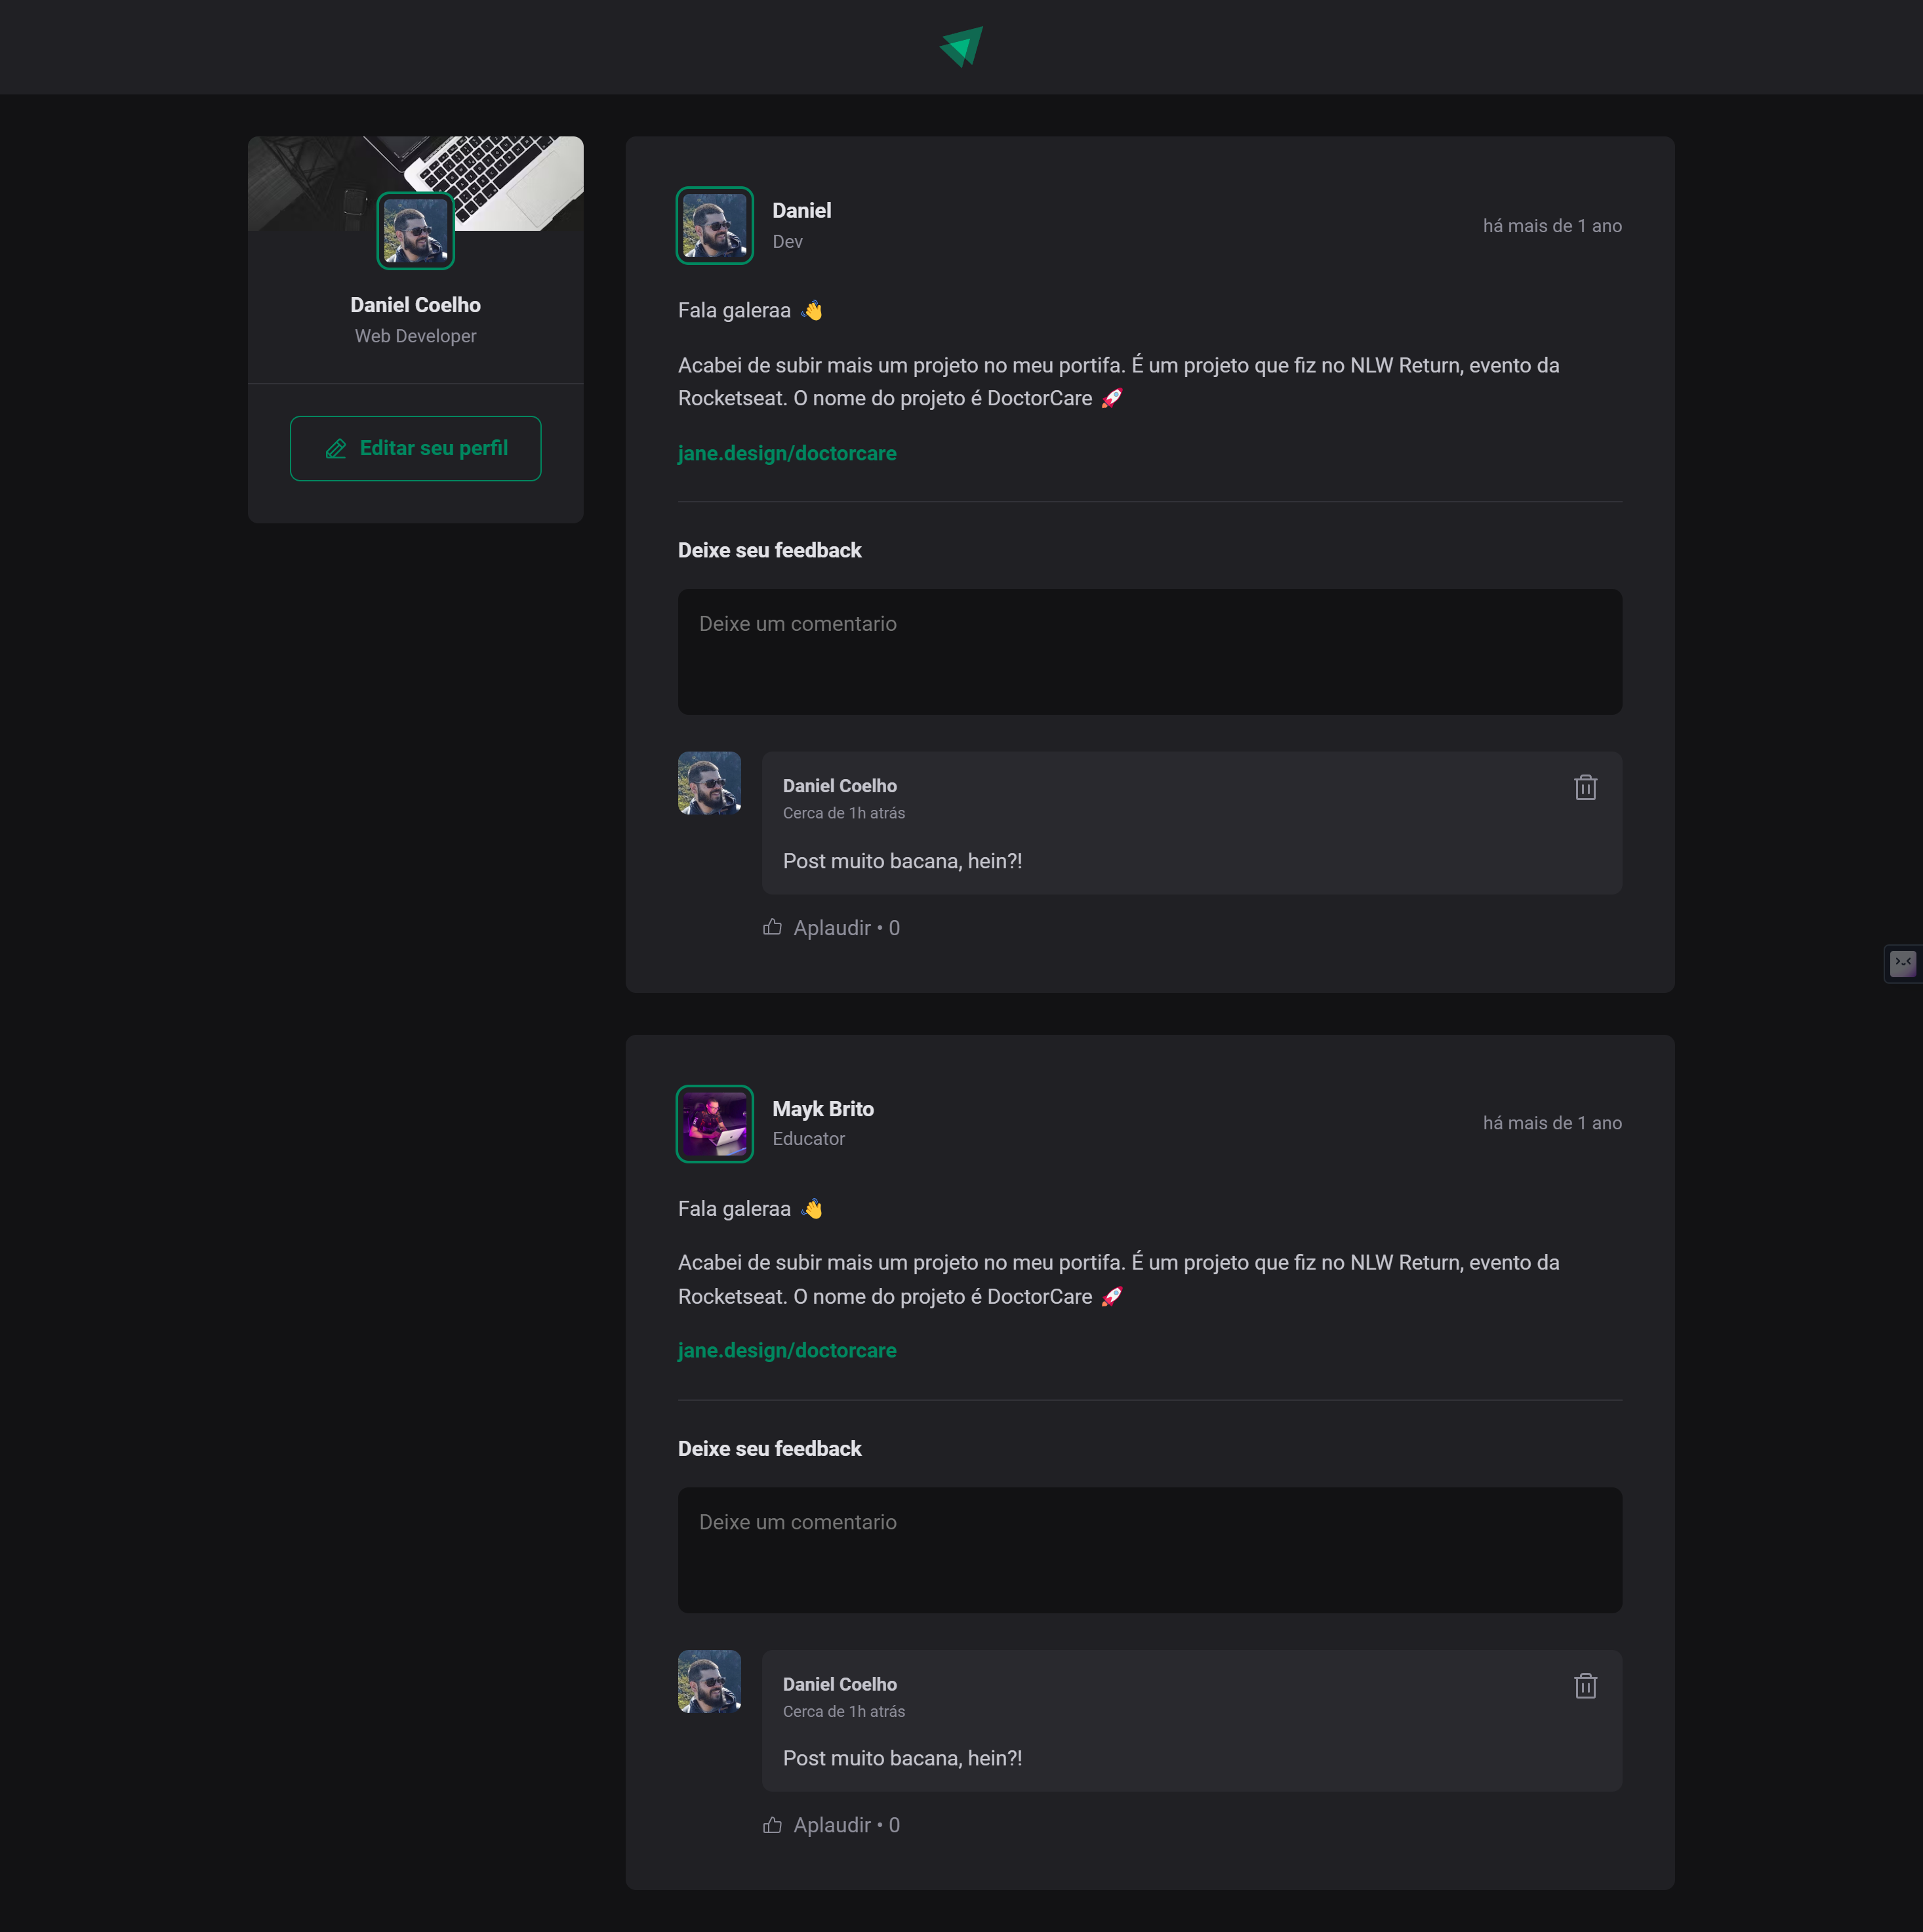 Daniel Coelho
Web Developer
Editar seu perfil
Daniel
Dev
há mais de 1 ano
Fala galeraa 👋
Acabei de subir mais um projeto no meu portifa. É um projeto que fiz no NLW Return, evento da
Rocketseat. O nome do projeto é DoctorCare 🚀
jane.design/doctorcare
Deixe seu feedback
Deixe um comentario
Daniel Coelho
Cerca de 1h atrás
Post muito bacana, hein?!
Aplaudir • 0
Mayk Brito
Educator
há mais de 1 ano
Fala galeraa 👋
Acabei de subir mais um projeto no meu portifa. É um projeto que fiz no NLW Return, evento da
Rocketseat. O nome do projeto é DoctorCare 🚀
jane.design/doctorcare
Deixe seu feedback
Deixe um comentario
Daniel Coelho
Cerca de 1h atrás
Post muito bacana, hein?!
Aplaudir • 0